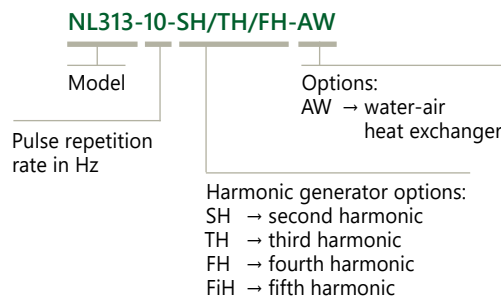 NL313-10-SH/TH/FH-AW
Model
Options:
AW → water-air
heat exchanger
Pulse repetition
rate in Hz
Harmonic generator options:
SH → second harmonic
TH → third harmonic
FH → fourth harmonic
FiH → fifth harmonic